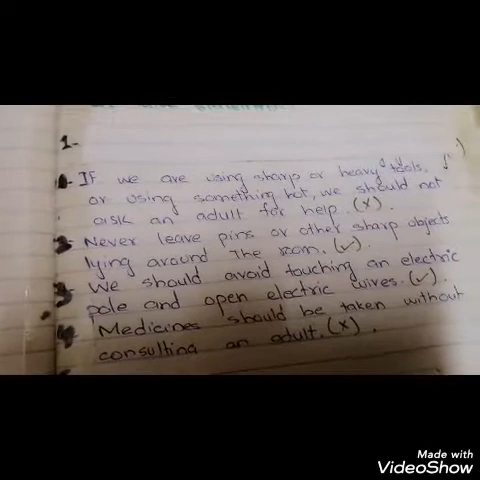 1-
1- If we are using sharp or heavy tools,
or using something hot, we should not
ask an adult for help. (X).
2- Never leave pins or other sharp objects
lying around the room. (✓).
3- We should avoid touching an electric
pole and open electric wires. (✓).
4- Medicines should be taken without
consulting an adult. (X).
Made with
VideoShow